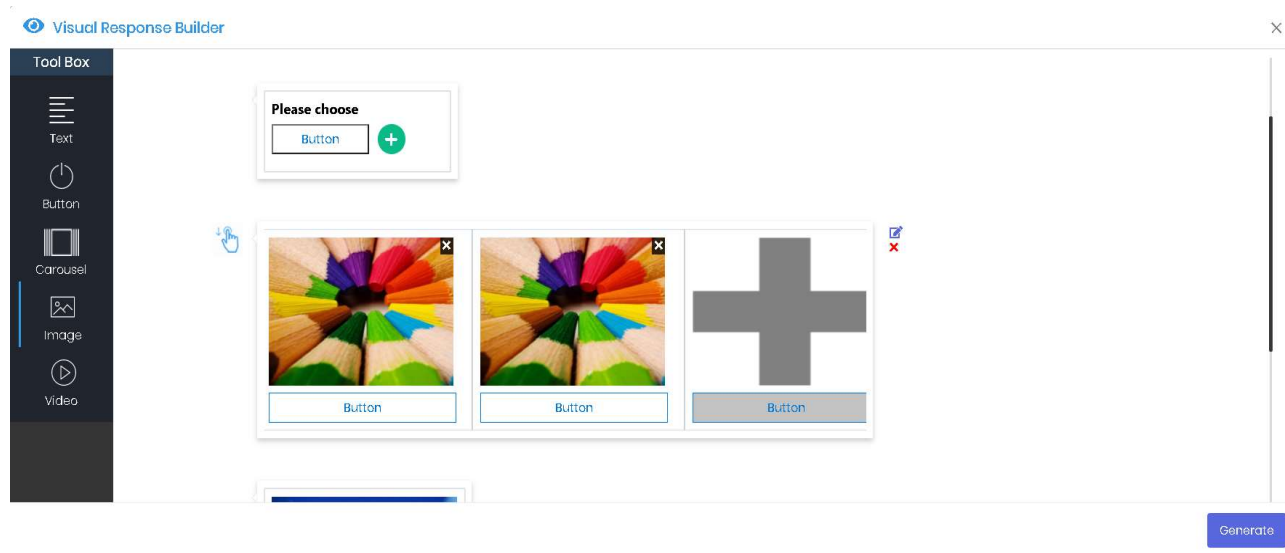 Visual Response Builder
Tool Box
Text
Button
Carousel
Image
Video
Please choose
Button
Button Button Button
Generate